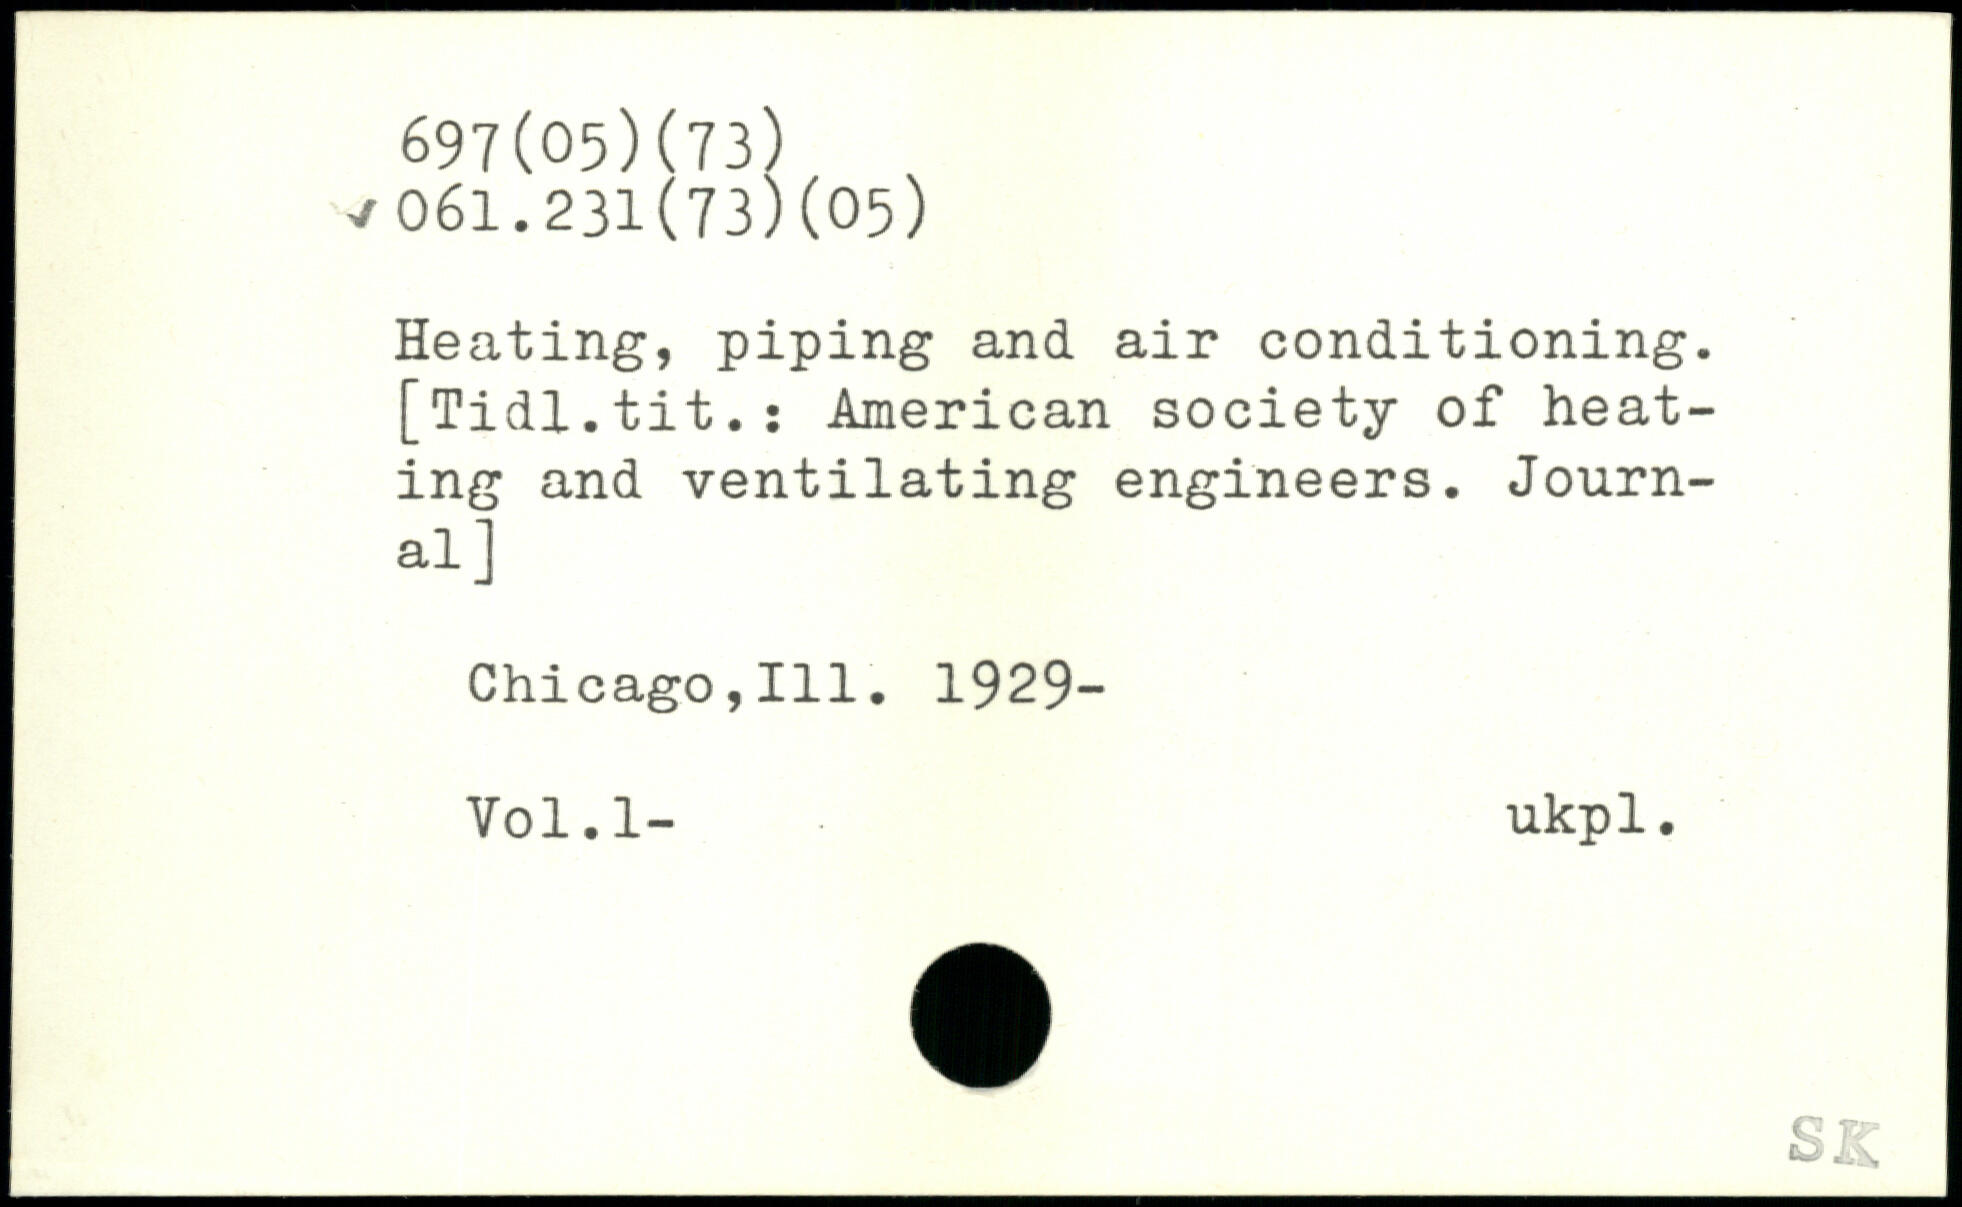 697(05)(73)
✓ 061.231(73)(05)
Heating, piping and air conditioning.
[Tidl.tit.: American society of heat-
ing and ventilating engineers. Journ-
al]
Chicago,Ill. 1929-
Vol.1- ukpl.
SK